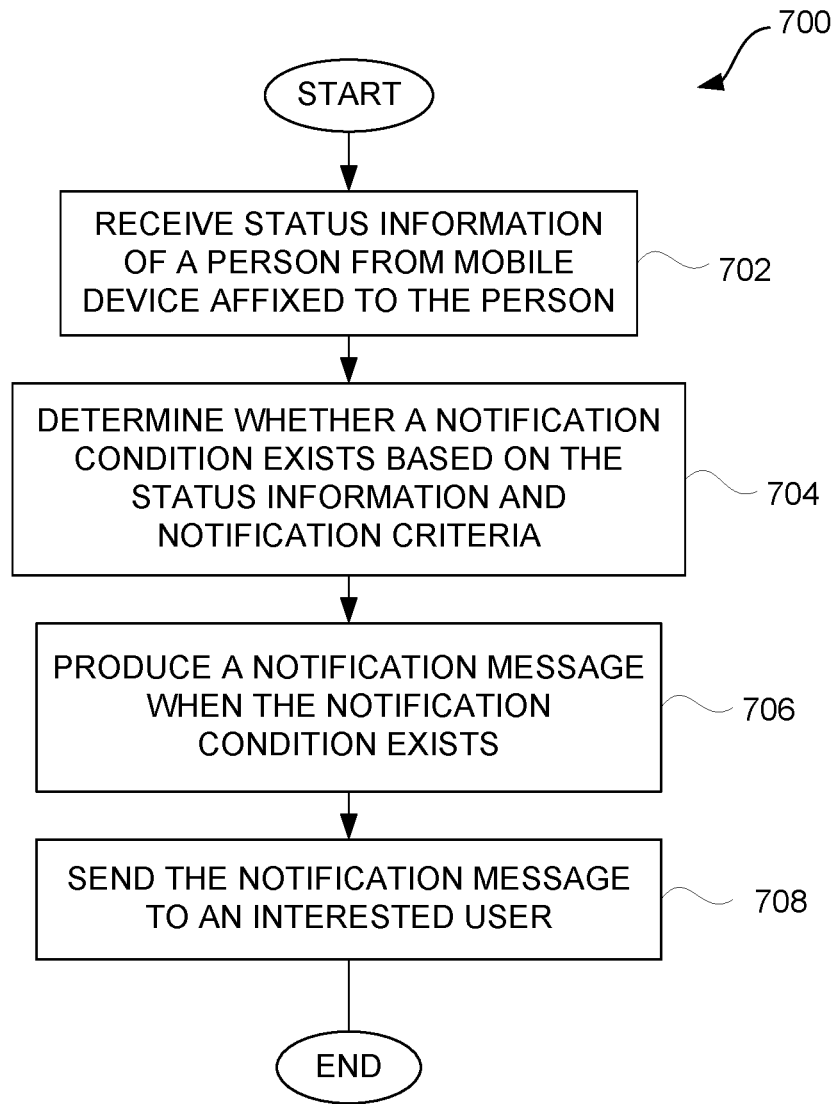 700
START
RECEIVE STATUS INFORMATION
OF A PERSON FROM MOBILE
DEVICE AFFIXED TO THE PERSON
702
DETERMINE WHETHER A NOTIFICATION
CONDITION EXISTS BASED ON THE
STATUS INFORMATION AND
NOTIFICATION CRITERIA
704
PRODUCE A NOTIFICATION MESSAGE
WHEN THE NOTIFICATION
CONDITION EXISTS
706
SEND THE NOTIFICATION MESSAGE
TO AN INTERESTED USER
708
END